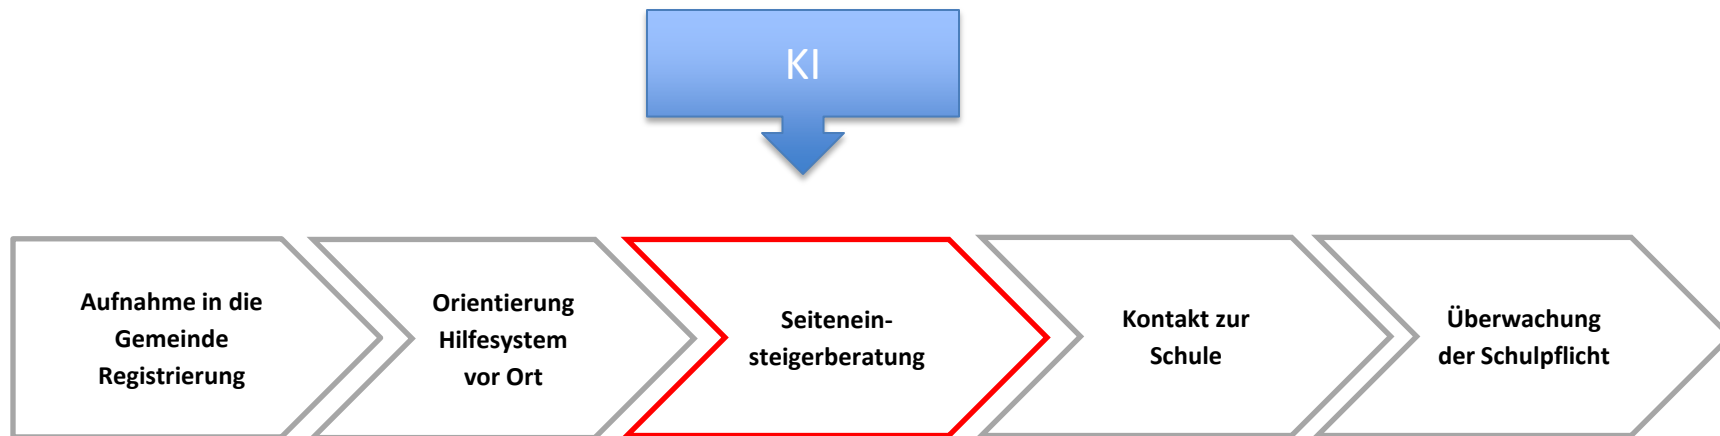 KI
Aufnahme in die
Gemeinde
Registrierung
Orientierung
Hilfesystem
vor Ort
Seitenein-
steigerberatung
Kontakt zur
Schule
Überwachung
der Schulpflicht